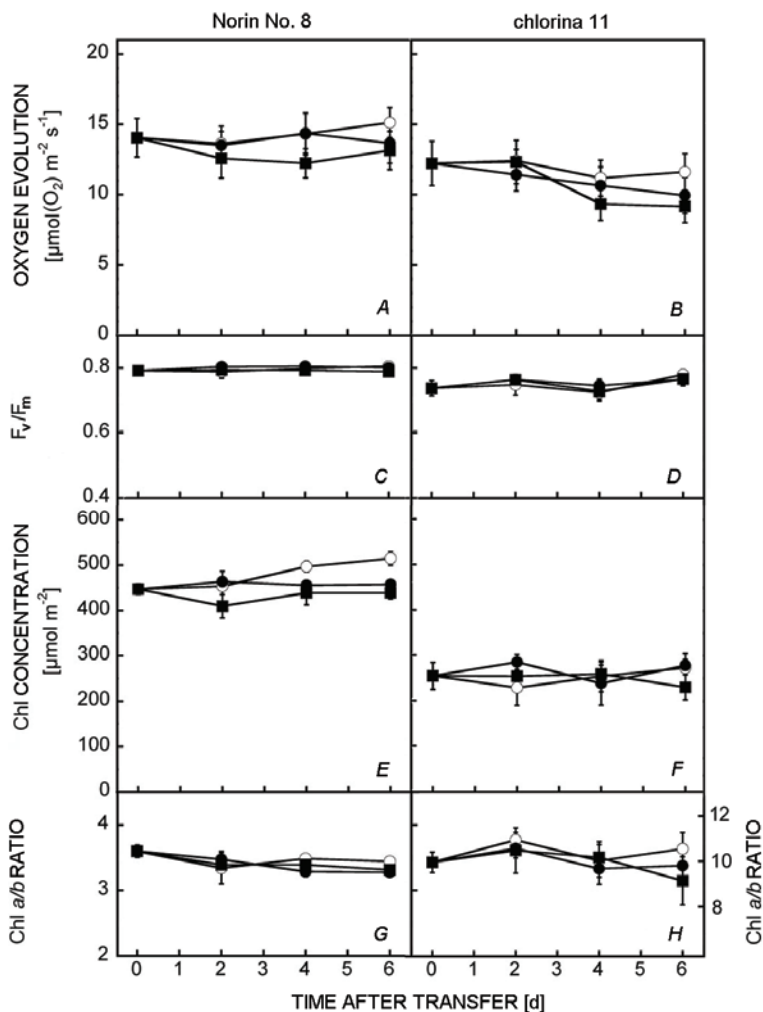 Norin No. 8
chlorina 11
OXYGEN EVOLUTION
[µmol(O₂) m⁻² s⁻¹]
20
15
10
5
0
A
B
Fᵥ/Fₘ
0.8
0.6
0.4
C
D
Chl CONCENTRATION
[µmol m⁻²]
600
500
400
300
200
100
0
E
F
Chl a/b RATIO
4
3
2
G
H
12
10
8
Chl a/b RATIO
0 1 2 3 4 5 6
0 1 2 3 4 5 6
TIME AFTER TRANSFER [d]